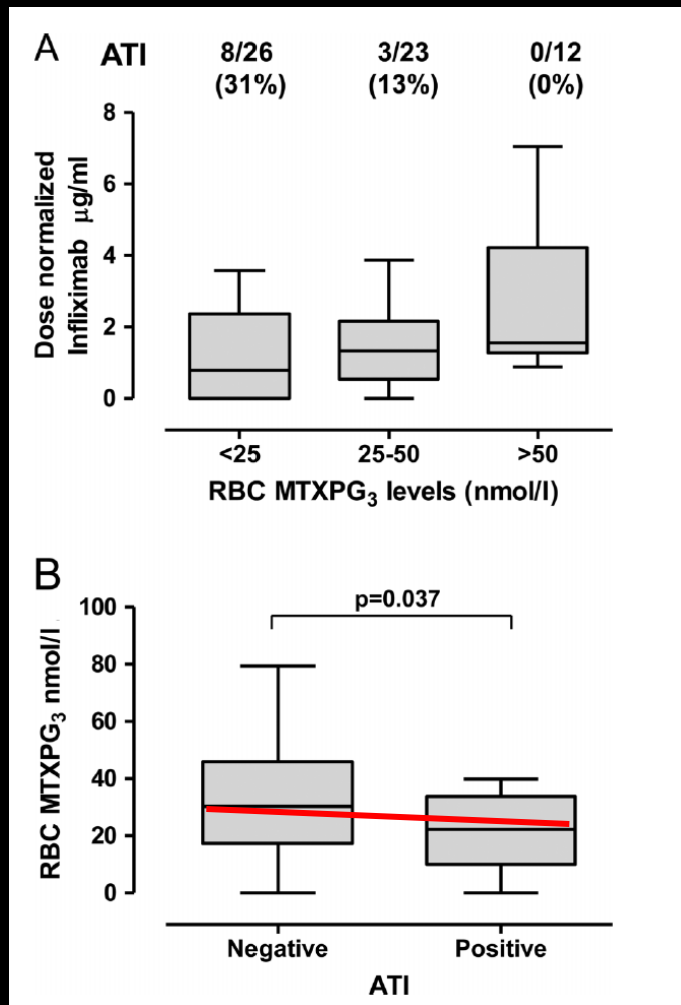 A
ATI 8/26 3/23 0/12
(31%) (13%) (0%)
8
6
4
2
0
Dose normalized
Infliximab μg/ml
<25 25-50 >50
RBC MTXPG₃ levels (nmol/l)
B
p=0.037
100
80
60
40
20
0
RBC MTXPG₃ nmol/l
Negative Positive
ATI